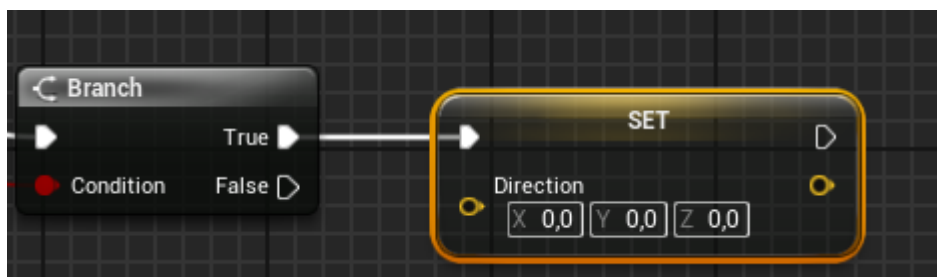 Branch
True
Condition
False
SET
Direction
X 0,0 Y 0,0 Z 0,0